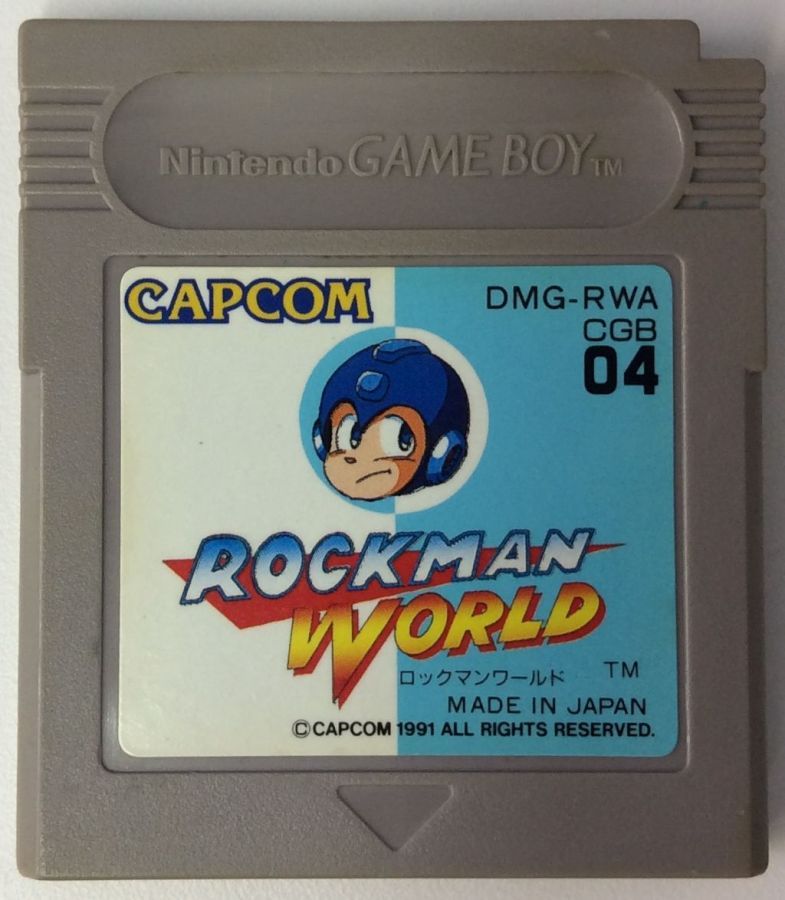 Nintendo GAME BOY TM
CAPCOM
DMG-RWA
CGB
04
ROCKMAN
WORLD
ロックマンワールド TM
MADE IN JAPAN
©CAPCOM 1991 ALL RIGHTS RESERVED.